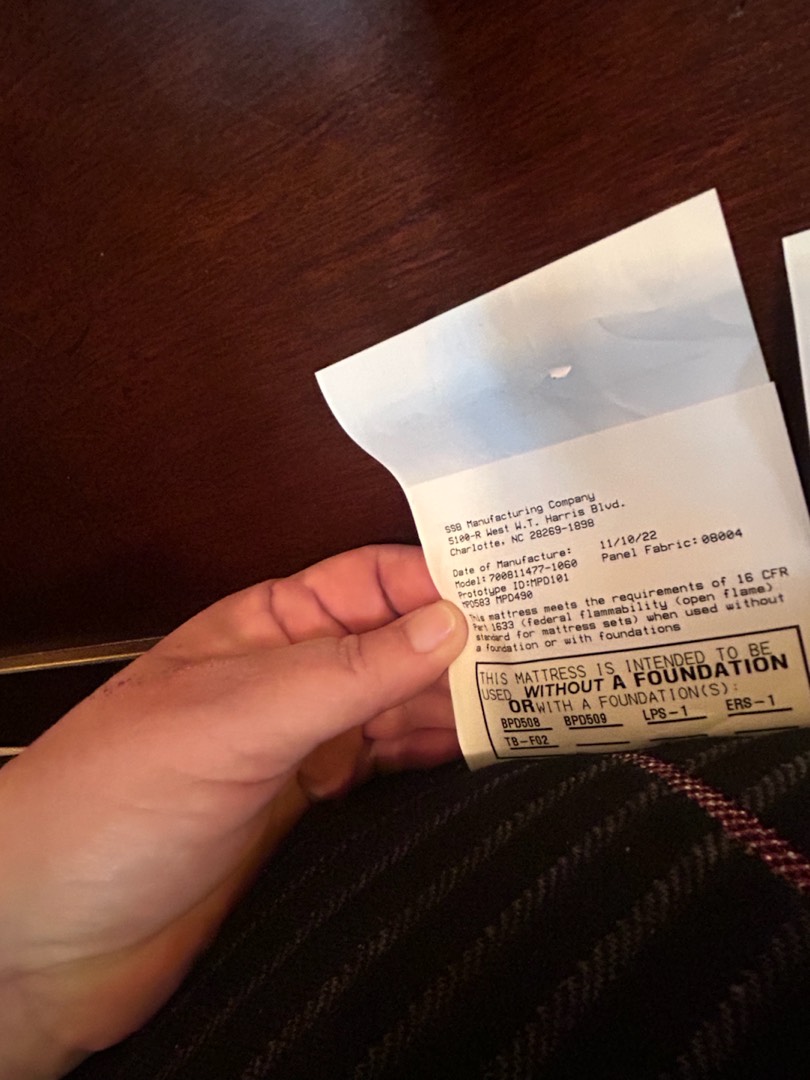 SSB Manufacturing Company
5100-R West W.T. Harris Blvd.
Charlotte, NC 28269-1898
Date of Manufacture: 11/10/22
Model: 700811477-1060 Panel Fabric: 08004
Prototype ID:MPD101
MPD583 MPD490
This mattress meets the requirements of 16 CFR
Part 1633 (federal flammability (open flame)
standard for mattress sets) when used without
a foundation or with foundations
THIS MATTRESS IS INTENDED TO BE
USED WITHOUT A FOUNDATION
OR WITH A FOUNDATION(S):
BPD508 BPD509 LPS-1 ERS-1
TB-F02